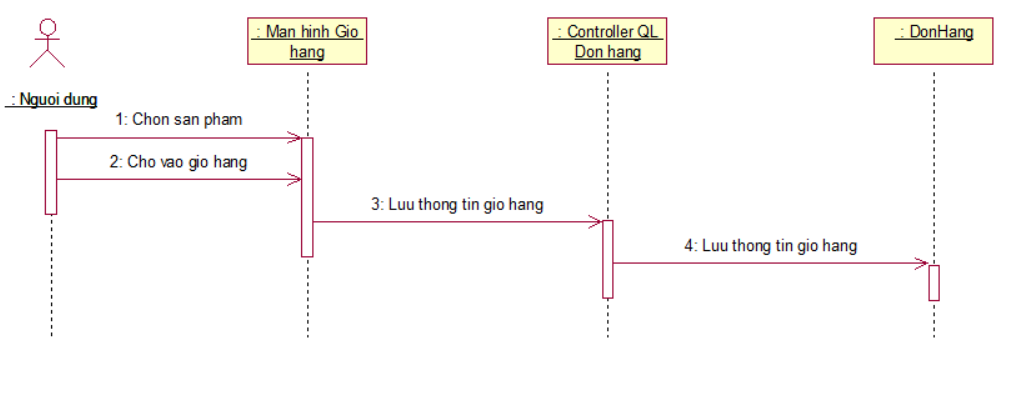 : Man hinh Gio
hang
: Controller QL
Don hang
: DonHang
: Nguoi dung
1: Chon san pham
2: Cho vao gio hang
3: Luu thong tin gio hang
4: Luu thong tin gio hang